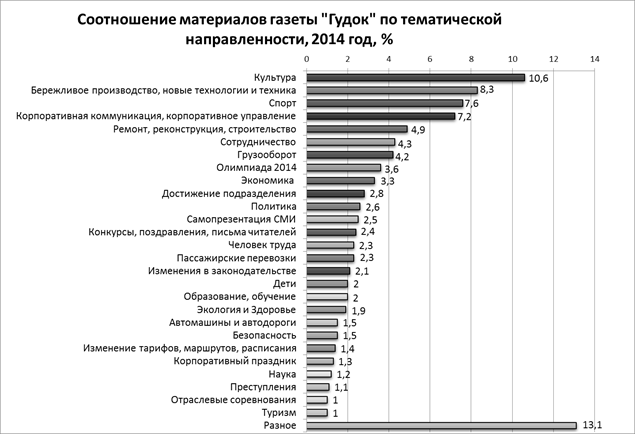 Соотношение материалов газеты "Гудок" по тематической
направленности, 2014 год, %
0 2 4 6 8 10 12 14
Культура 10,6
Бережливое производство, новые технологии и техника 8,3
Спорт 7,6
Корпоративная коммуникация, корпоративное управление 7,2
Ремонт, реконструкция, строительство 4,9
Сотрудничество 4,3
Грузооборот 4,2
Олимпиада 2014 3,6
Экономика 3,3
Достижение подразделения 2,8
Политика 2,6
Самопрезентация СМИ 2,5
Конкурсы, поздравления, письма читателей 2,4
Человек труда 2,3
Пассажирские перевозки 2,3
Изменения в законодательстве 2,1
Дети 2
Образование, обучение 2
Экология и Здоровье 1,9
Автомашины и автодороги 1,5
Безопасность 1,5
Изменение тарифов, маршрутов, расписания 1,4
Корпоративный праздник 1,3
Наука 1,2
Преступления 1,1
Отраслевые соревнования 1
Туризм 1
Разное 13,1